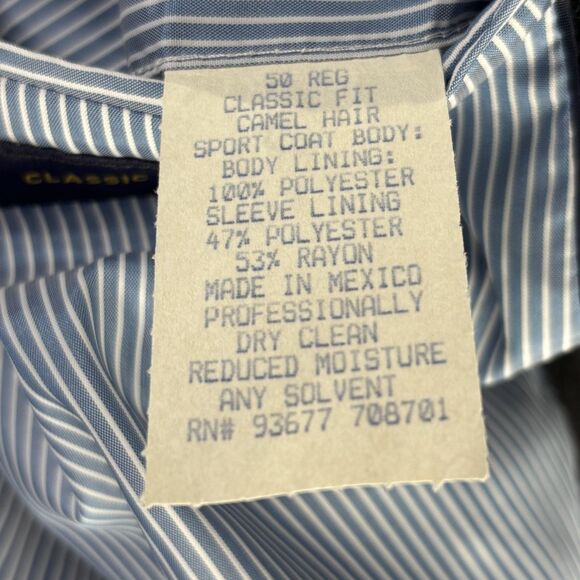 50 REG
CLASSIC FIT
CAMEL HAIR
SPORT COAT BODY:
BODY LINING:
100% POLYESTER
SLEEVE LINING
47% POLYESTER
53% RAYON
MADE IN MEXICO
PROFESSIONALLY
DRY CLEAN
REDUCED MOISTURE
ANY SOLVENT
RN# 93677 708701
CLASSIC